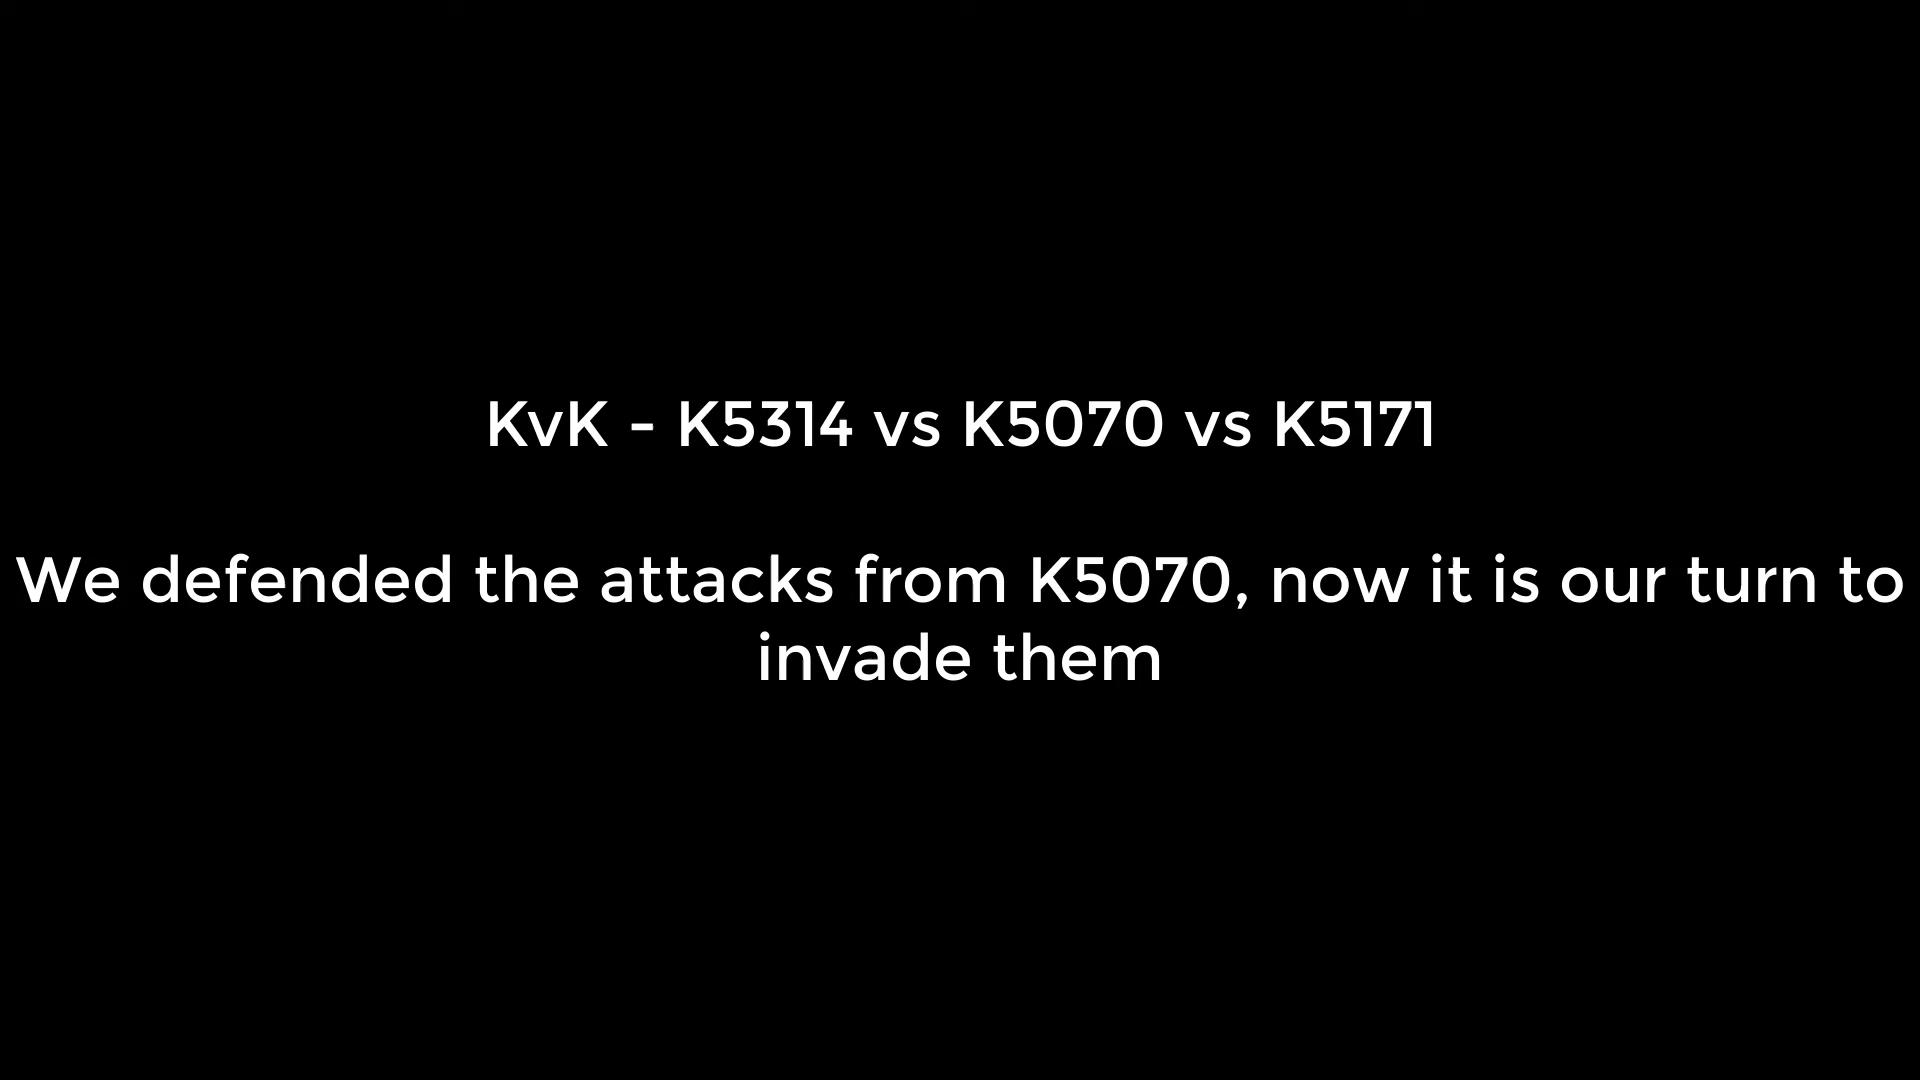 KvK - K5314 vs K5070 vs K5171
We defended the attacks from K5070, now it is our turn to
invade them